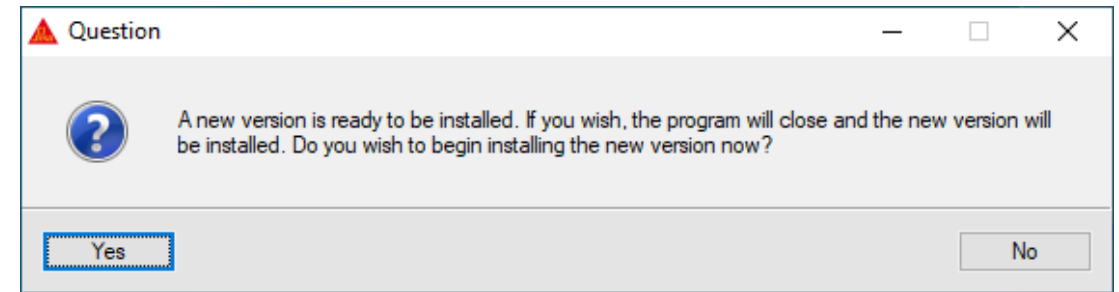 Question
A new version is ready to be installed. If you wish, the program will close and the new version will
be installed. Do you wish to begin installing the new version now?
Yes
No